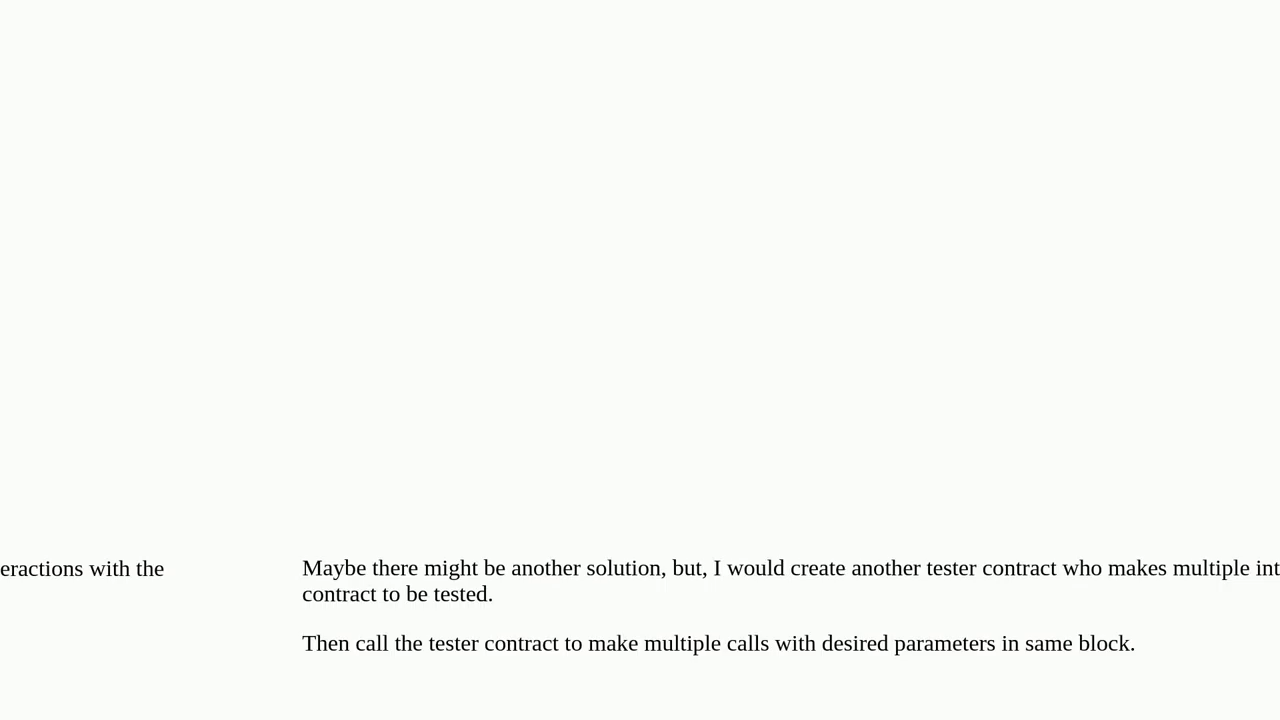 eractions with the
Maybe there might be another solution, but, I would create another tester contract who makes multiple int
contract to be tested.
Then call the tester contract to make multiple calls with desired parameters in same block.